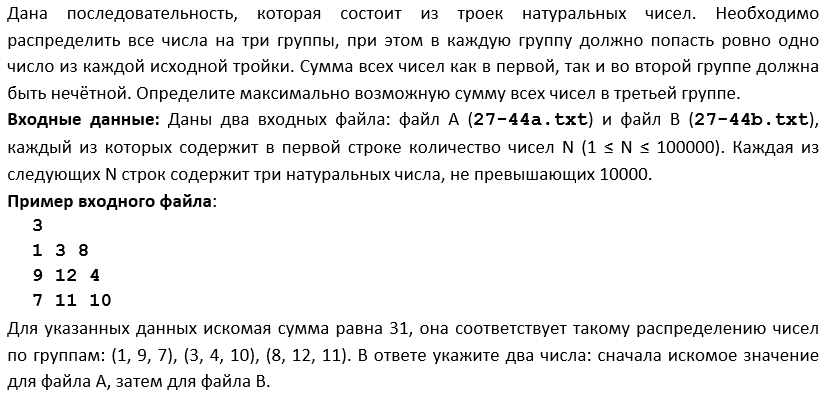 Дана последовательность, которая состоит из троек натуральных чисел. Необходимо
распределить все числа на три группы, при этом в каждую группу должно попасть ровно одно
число из каждой исходной тройки. Сумма всех чисел как в первой, так и во второй группе должна
быть нечётной. Определите максимально возможную сумму всех чисел в третьей группе.
Входные данные: Даны два входных файла: файл A (27-44a.txt) и файл B (27-44b.txt),
каждый из которых содержит в первой строке количество чисел N (1 ≤ N ≤ 100000). Каждая из
следующих N строк содержит три натуральных числа, не превышающих 10000.
Пример входного файла:
3
1 3 8
9 12 4
7 11 10
Для указанных данных искомая сумма равна 31, она соответствует такому распределению чисел
по группам: (1, 9, 7), (3, 4, 10), (8, 12, 11). В ответе укажите два числа: сначала искомое значение
для файла A, затем для файла B.